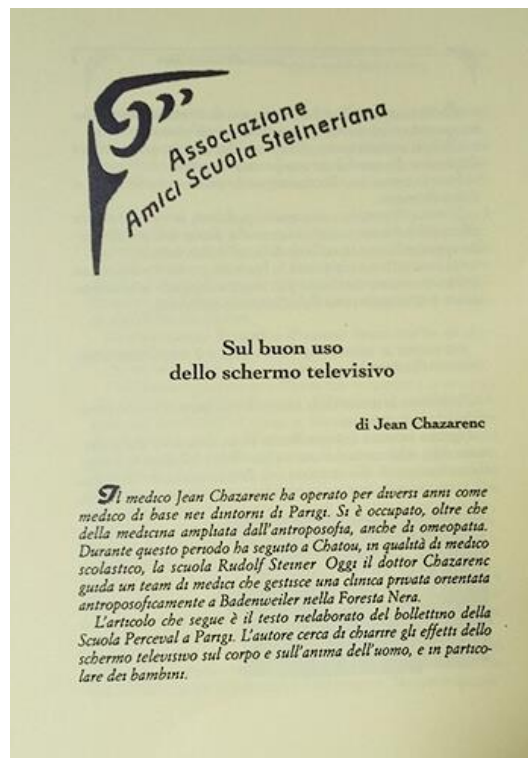 Associazione
Amici Scuola Steineriana
Sul buon uso
dello schermo televisivo
di Jean Chazarenc
Il medico Jean Chazarenc ha operato per diversi anni come
medico di base nei dintorni di Parigi. Si è occupato, oltre che
della medicina ampliata dall'antroposofia, anche di omeopatia.
Durante questo periodo ha seguito a Chatou, in qualità di medico
scolastico, la scuola Rudolf Steiner Oggi il dottor Chazarenc
guida un team di medici che gestisce una clinica privata orientata
antroposoficamente a Badenweiler nella Foresta Nera.
L'articolo che segue è il testo rielaborato del bollettino della
Scuola Perceval a Parigi. L'autore cerca di chiarire gli effetti dello
schermo televisivo sul corpo e sull'anima dell'uomo, e in partico-
lare dei bambini.